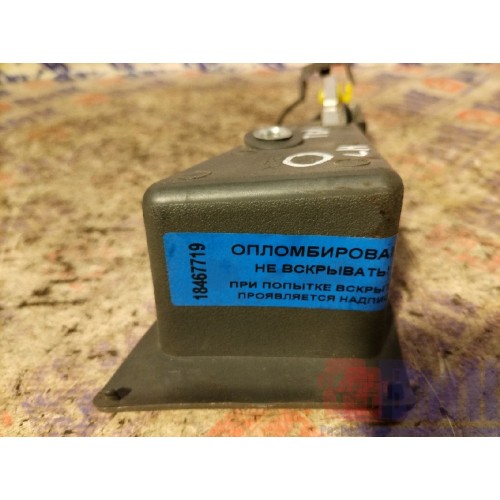 18467719
ОПЛОМБИРОВА
НЕ ВСКРЫВАТЬ
ПРИ ПОПЫТКЕ ВСКРЫ
ПРОЯВЛЯЕТСЯ НАДПИ